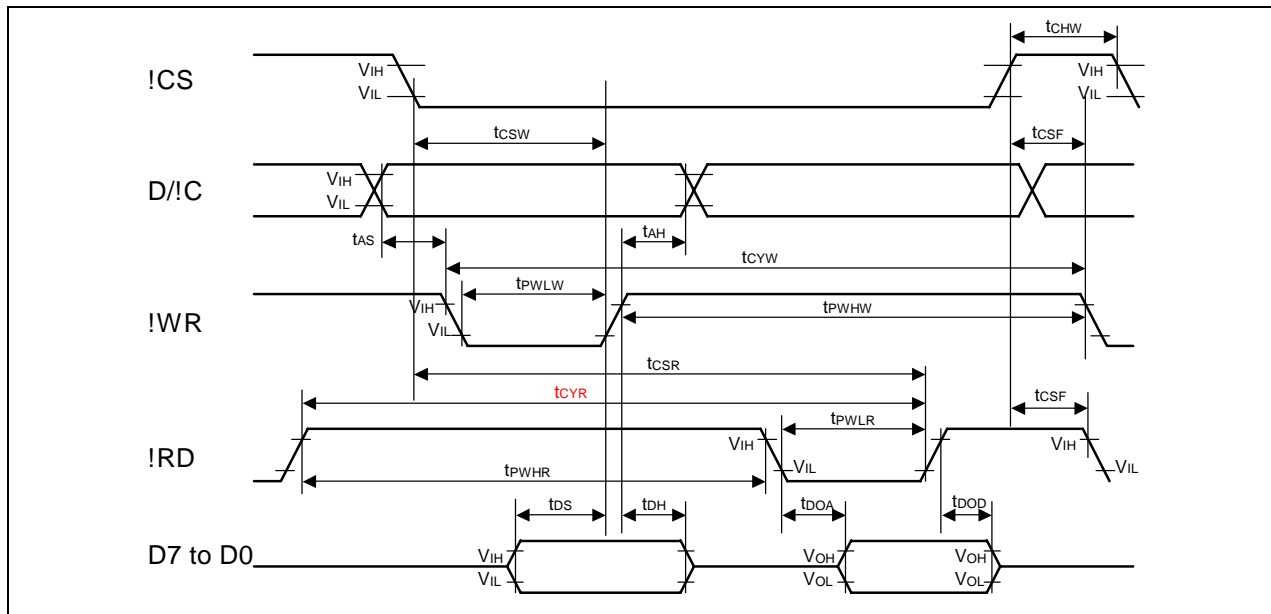 tCHW
!CS
VIH
VIH
VIL
VIL
tCSW
tCSF
D/!C
VIH
VIL
tAS
tAH
tCYW
tPWLW
!WR
VIH
tPWHW
VIL
tCSR
tCYR
tCSF
tPWLR
!RD
VIH
VIH
VIL
VIL
tPWHR
tDS
tDH
tDOA
tDOD
D7 to D0
VIH
VOH
VOH
VIL
VOL
VOL